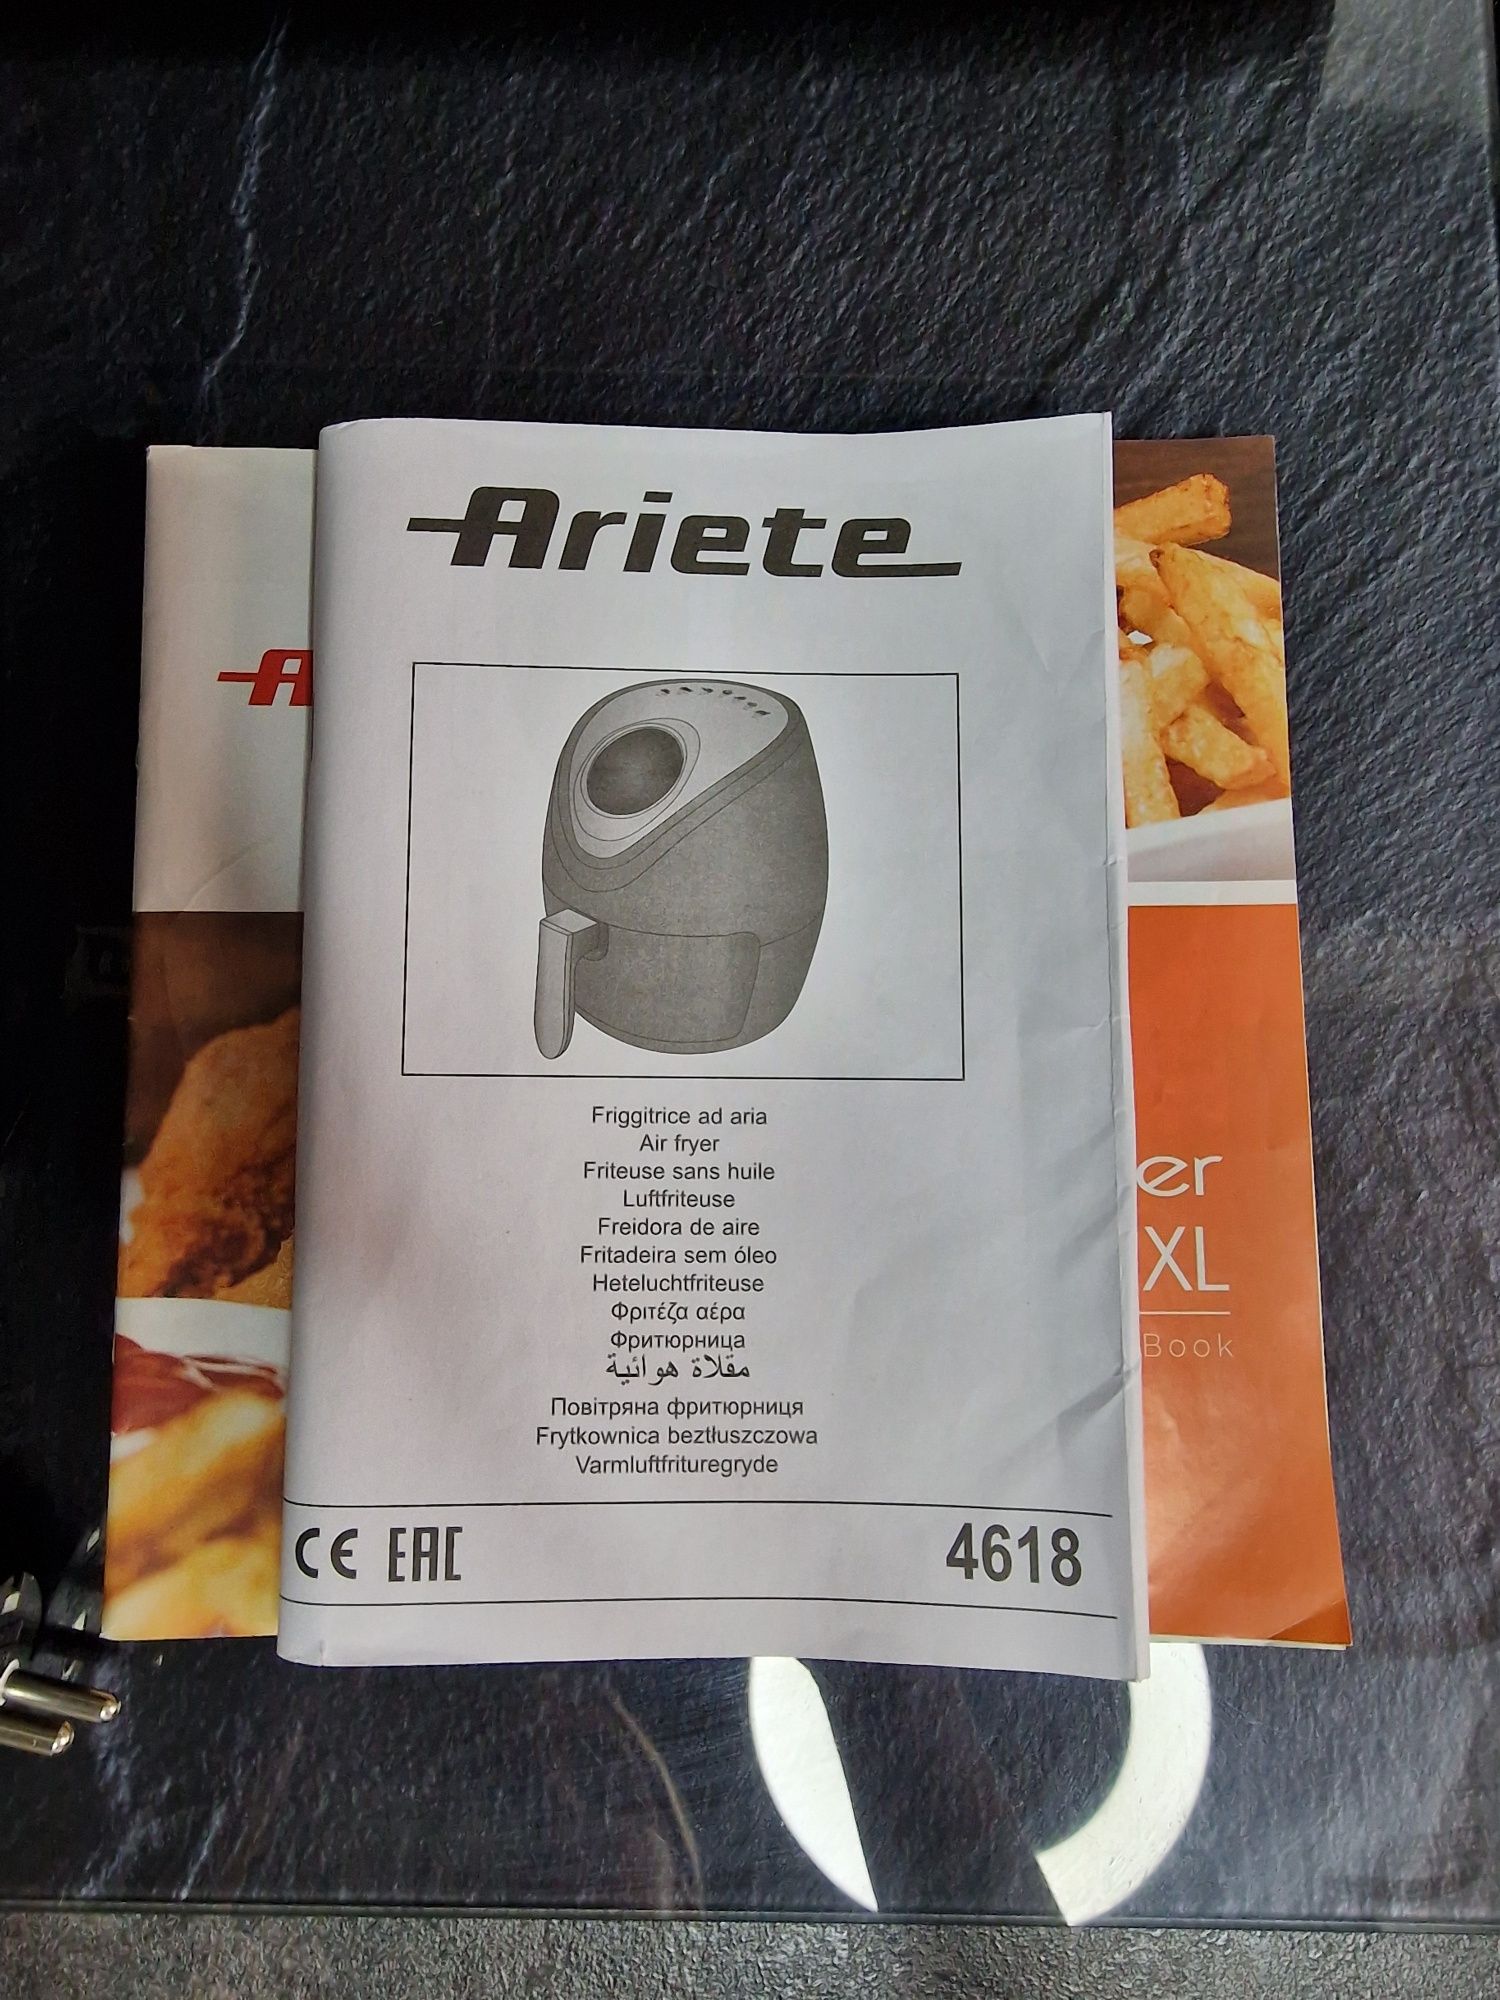 Ariete
Friggitrice ad aria
Air fryer
Friteuse sans huile
Luftfriteuse
Freidora de aire
Fritadeira sem óleo
Heteluchtfriteuse
Φριτέζα αέρα
Фритюрница
مقلاة هوائية
Повітряна фритюрниця
Frytkownica beztłuszczowa
Varmluftfrituregryde
CE EAC
4618
A
er
XL
Book